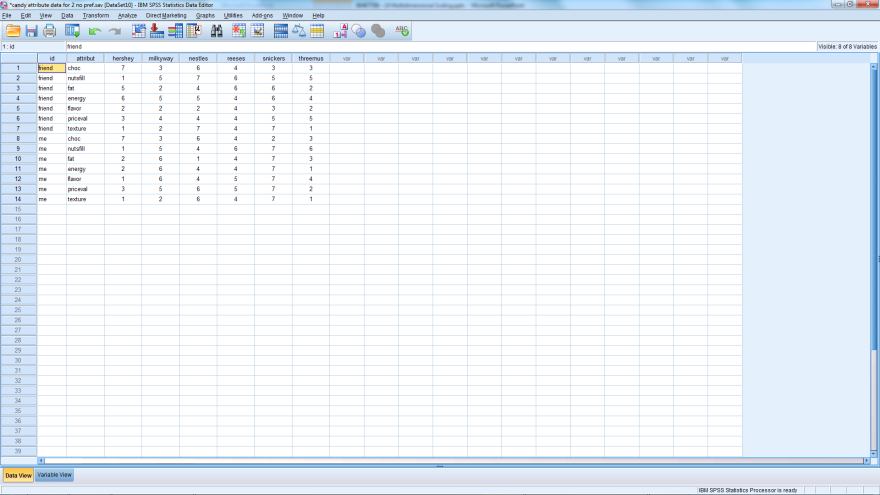 *candy attribute data for 2 no pref.sav [DataSet10] - IBM SPSS Statistics Data Editor
File Edit View Data Transform Analyze Direct Marketing Graphs Utilities Add-ons Window Help
1 : id friend Visible: 8 of 8 Variables
id attribut hershey milkyway nestles reeses snickers threemus var var var var var var var var var var var var
1 friend choc 7 3 6 4 3 3
2 friend nutsfill 1 5 7 6 5 5
3 friend fat 5 2 4 6 6 2
4 friend energy 6 5 5 4 6 4
5 friend flavor 2 2 2 4 3 2
6 friend priceval 3 4 4 4 5 5
7 friend texture 1 2 7 4 7 1
8 me choc 7 3 6 4 2 3
9 me nutsfill 1 5 4 6 7 6
10 me fat 2 6 1 4 7 3
11 me energy 2 6 4 4 7 1
12 me flavor 1 6 4 5 7 4
13 me priceval 3 5 6 5 7 2
14 me texture 1 2 6 4 7 1
15
16
17
18
19
20
21
22
23
24
25
26
27
28
29
30
31
32
33
34
35
36
37
38
39
Data View Variable View
IBM SPSS Statistics Processor is ready